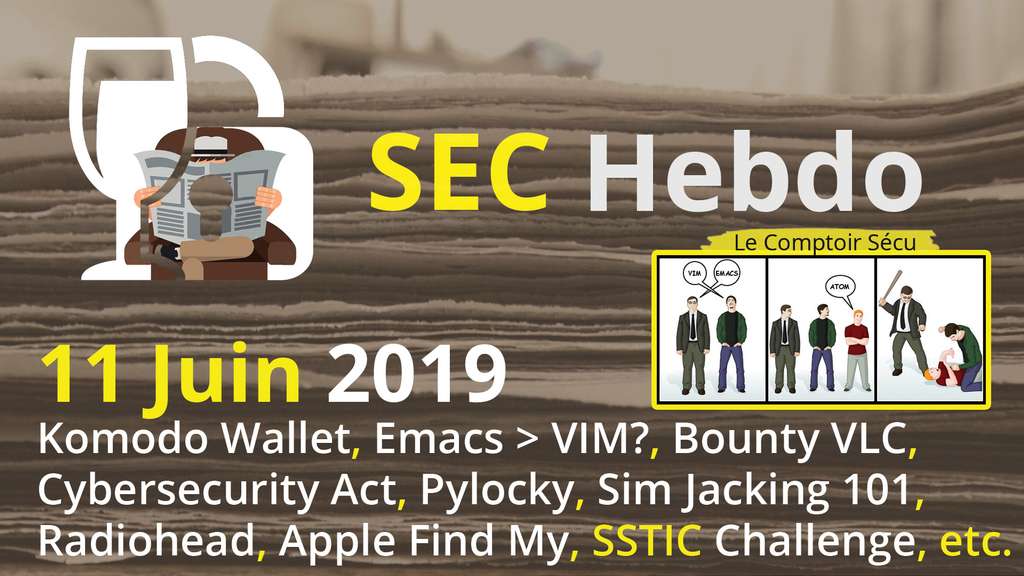 SEC Hebdo
Le Comptoir Sécu
VIM
EMACS
ATOM
11 Juin 2019
Komodo Wallet, Emacs > VIM?, Bounty VLC,
Cybersecurity Act, Pylocky, Sim Jacking 101,
Radiohead, Apple Find My, SSTIC Challenge, etc.